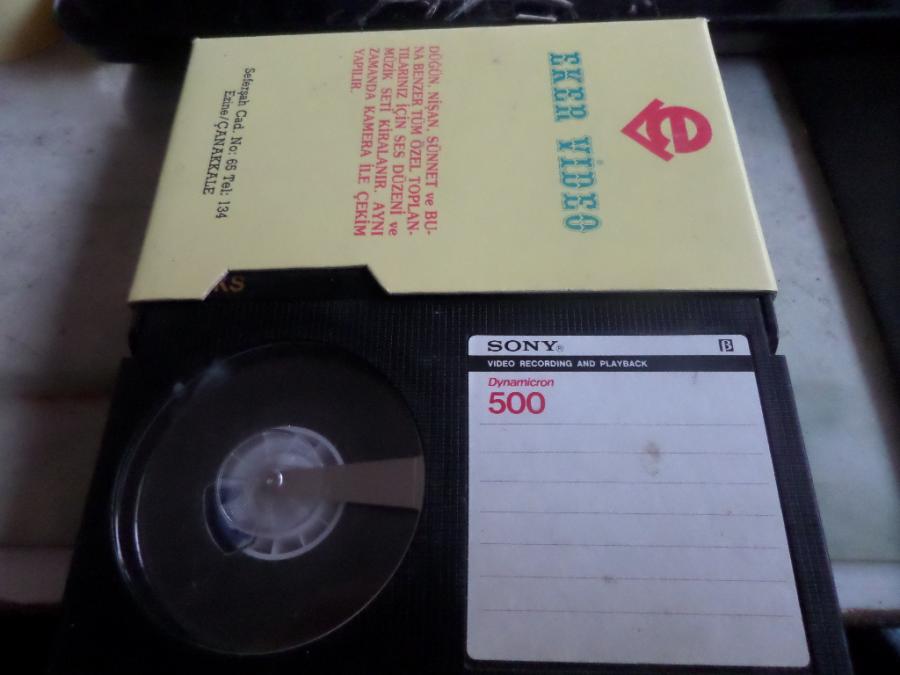 EKER VİDEO
DÜĞÜN, NİŞAN, SÜNNET ve BU-
NA BENZER TÜM ÖZEL TOPLAN-
TILARINIZ İÇİN SES DÜZENİ ve
MÜZİK SETİ KİRALANIR. AYNI
ZAMANDA KAMERA İLE ÇEKİM
YAPILIR.
Seferşah Cad. No: 66 Tel: 134
Ezine/ÇANAKKALE
SONY®
β
VIDEO RECORDING AND PLAYBACK
Dynamicron
500